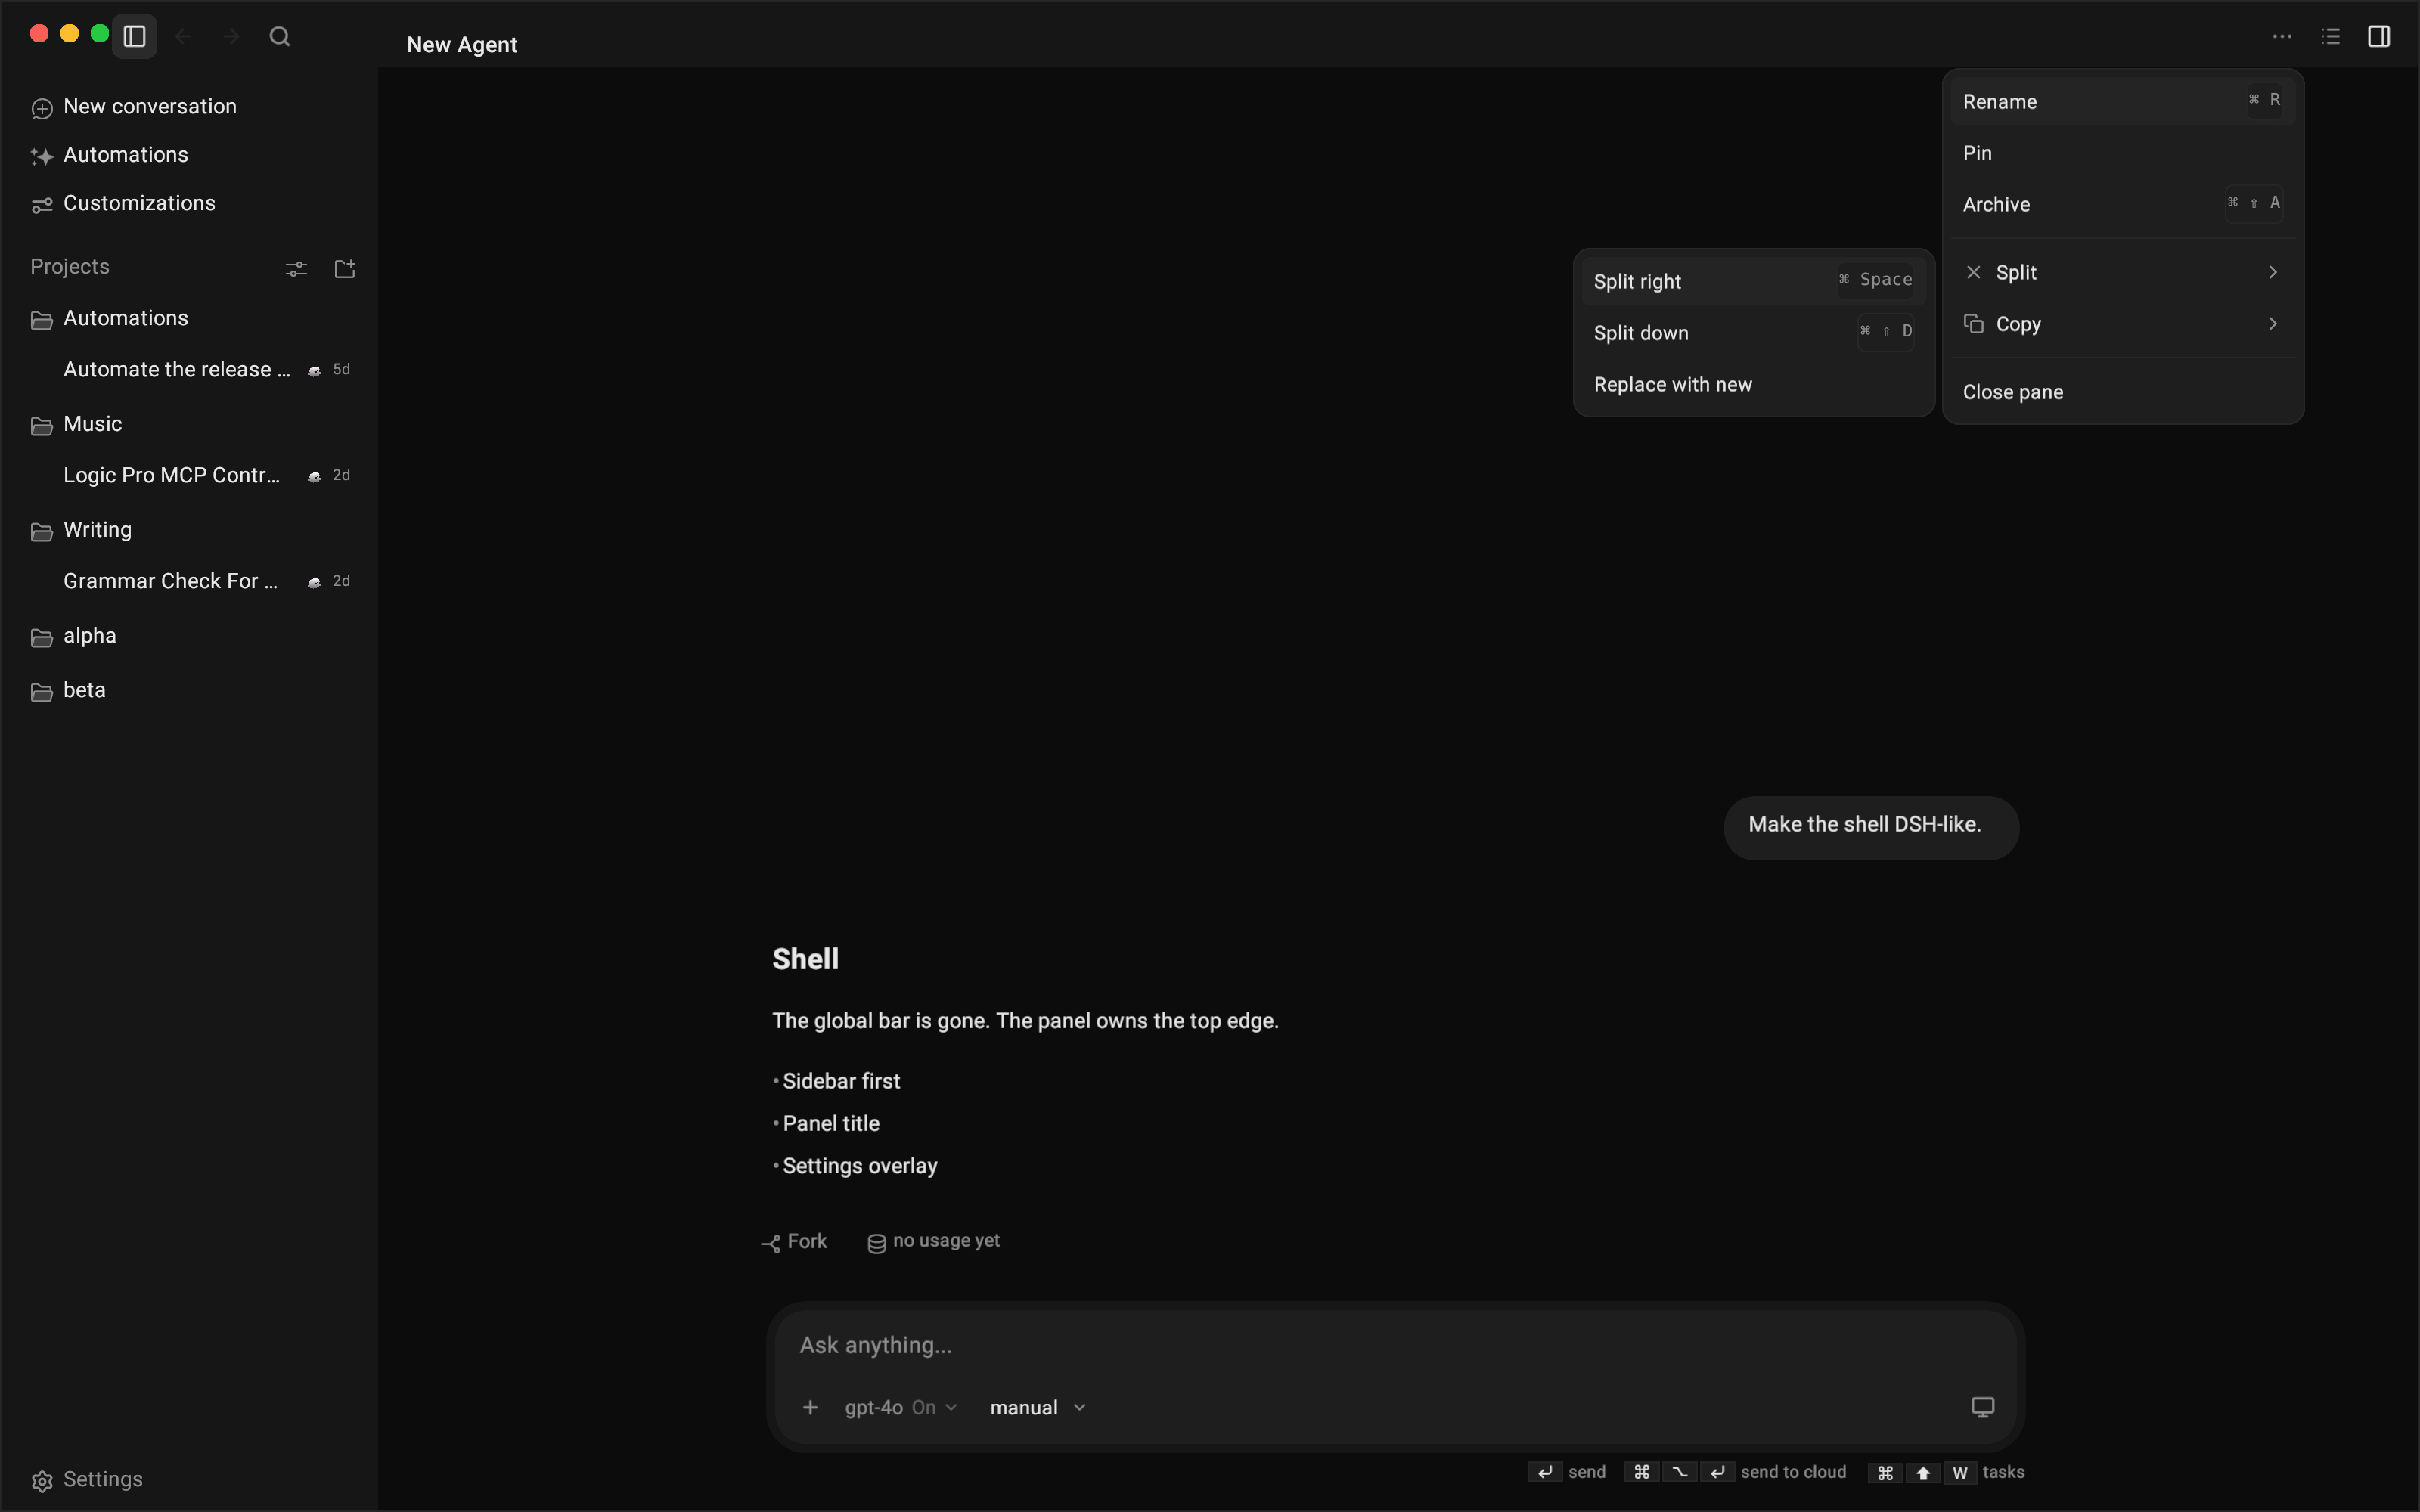 New Agent
New conversation
Automations
Customizations
Projects
Automations
Automate the release ... 5d
Music
Logic Pro MCP Contr... 2d
Writing
Grammar Check For ... 2d
alpha
beta
Settings
Rename ⌘ R
Pin
Archive ⌘ ⇧ A
Split
Copy
Close pane
Split right ⌘ Space
Split down ⌘ ⇧ D
Replace with new
Make the shell DSH-like.
Shell
The global bar is gone. The panel owns the top edge.
• Sidebar first
• Panel title
• Settings overlay
Fork no usage yet
Ask anything...
gpt-4o On manual
↵ send ⌘ ⌥ ↵ send to cloud ⌘ ⬆ W tasks